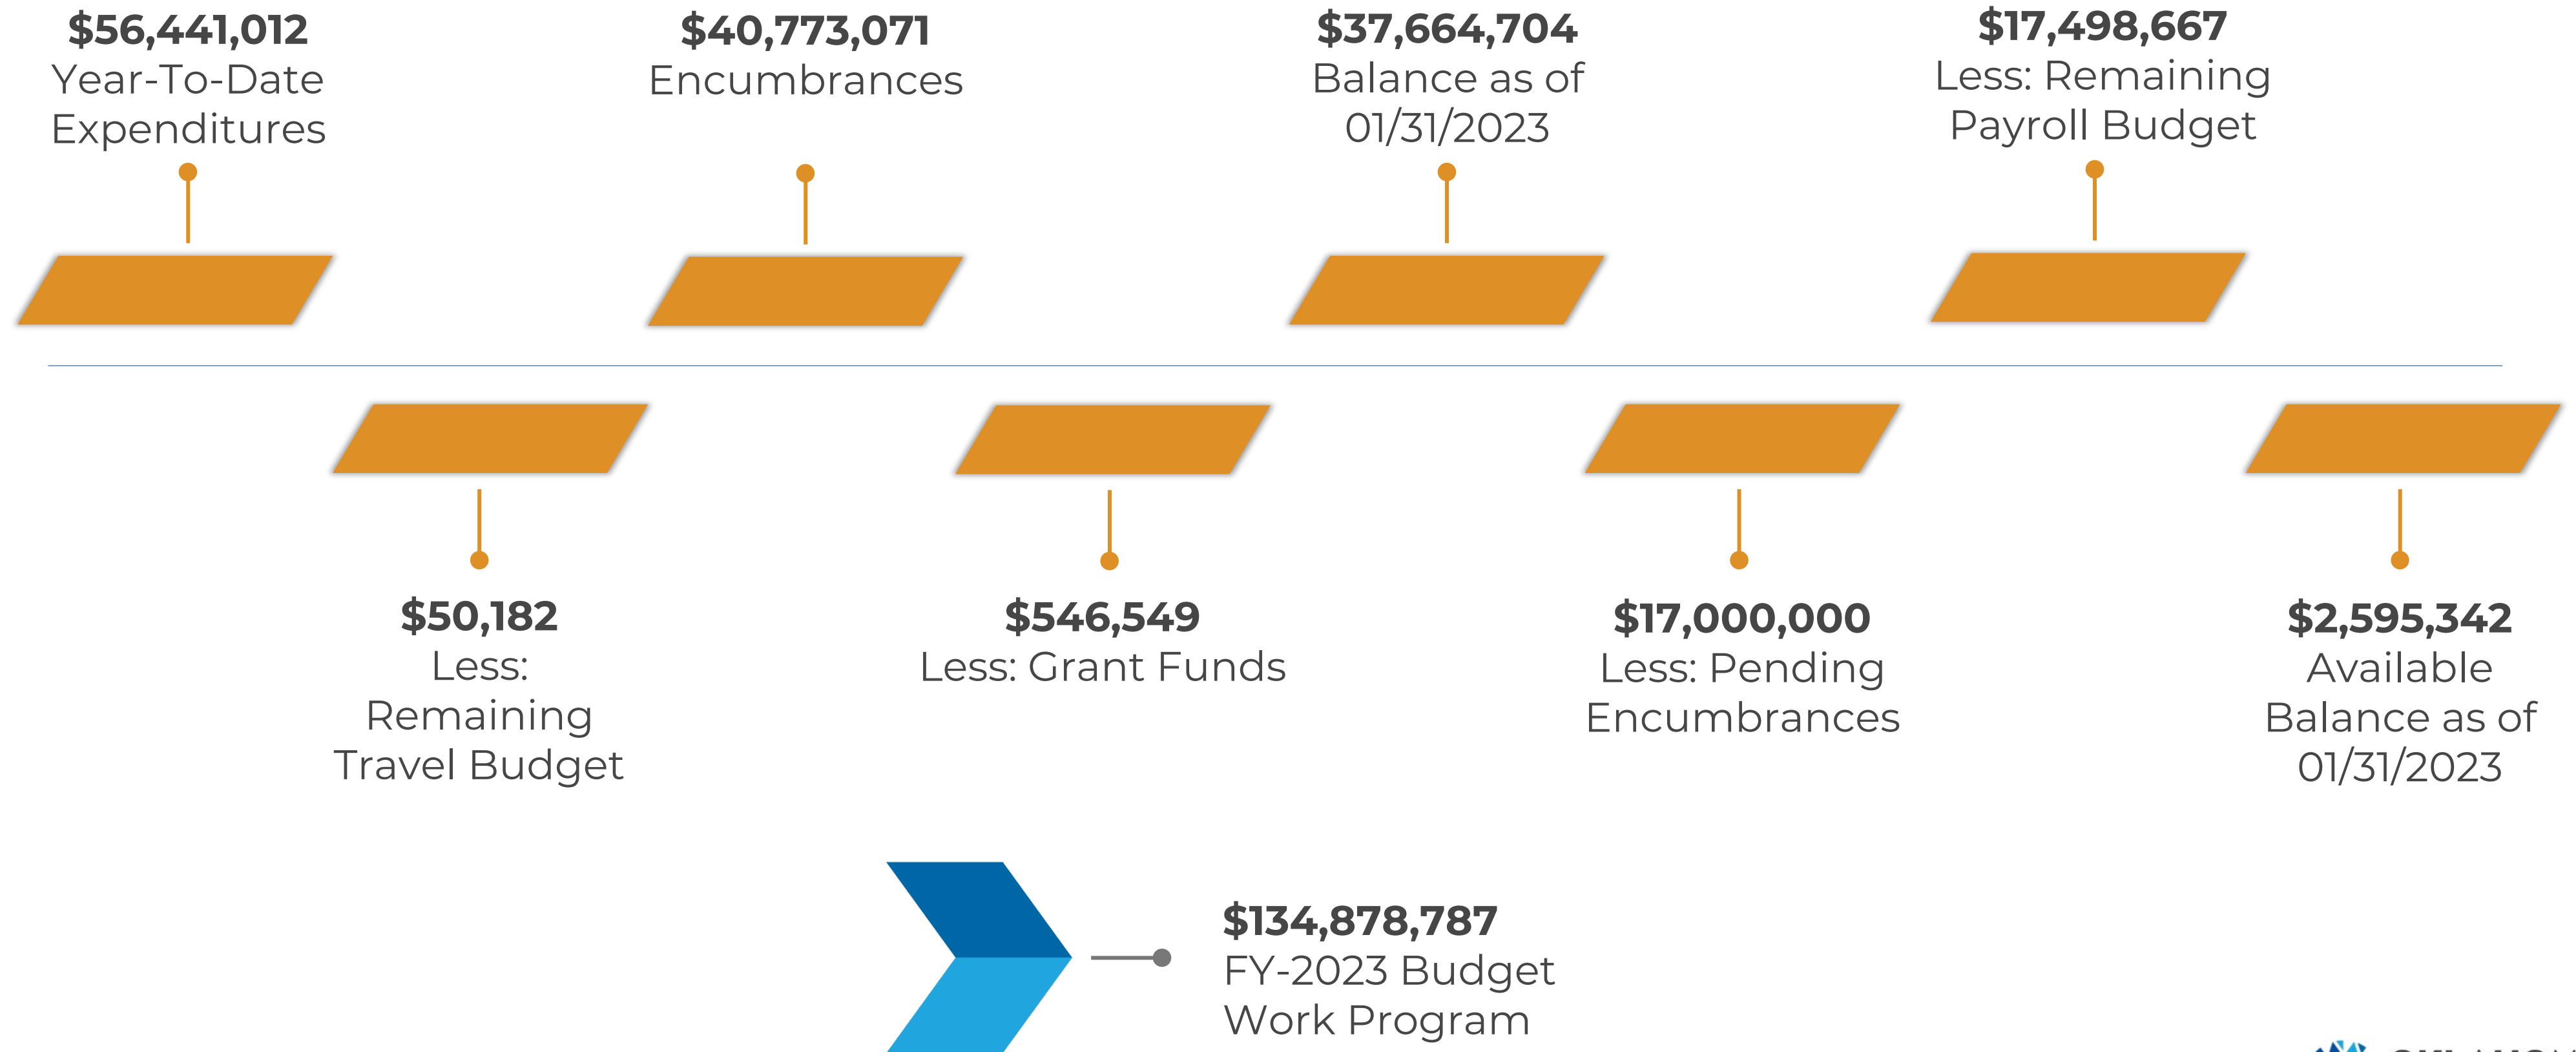 $56,441,012
Year-To-Date
Expenditures
$40,773,071
Encumbrances
$37,664,704
Balance as of
01/31/2023
$17,498,667
Less: Remaining
Payroll Budget
$50,182
Less:
Remaining
Travel Budget
$546,549
Less: Grant Funds
$17,000,000
Less: Pending
Encumbrances
$2,595,342
Available
Balance as of
01/31/2023
$134,878,787
FY-2023 Budget
Work Program